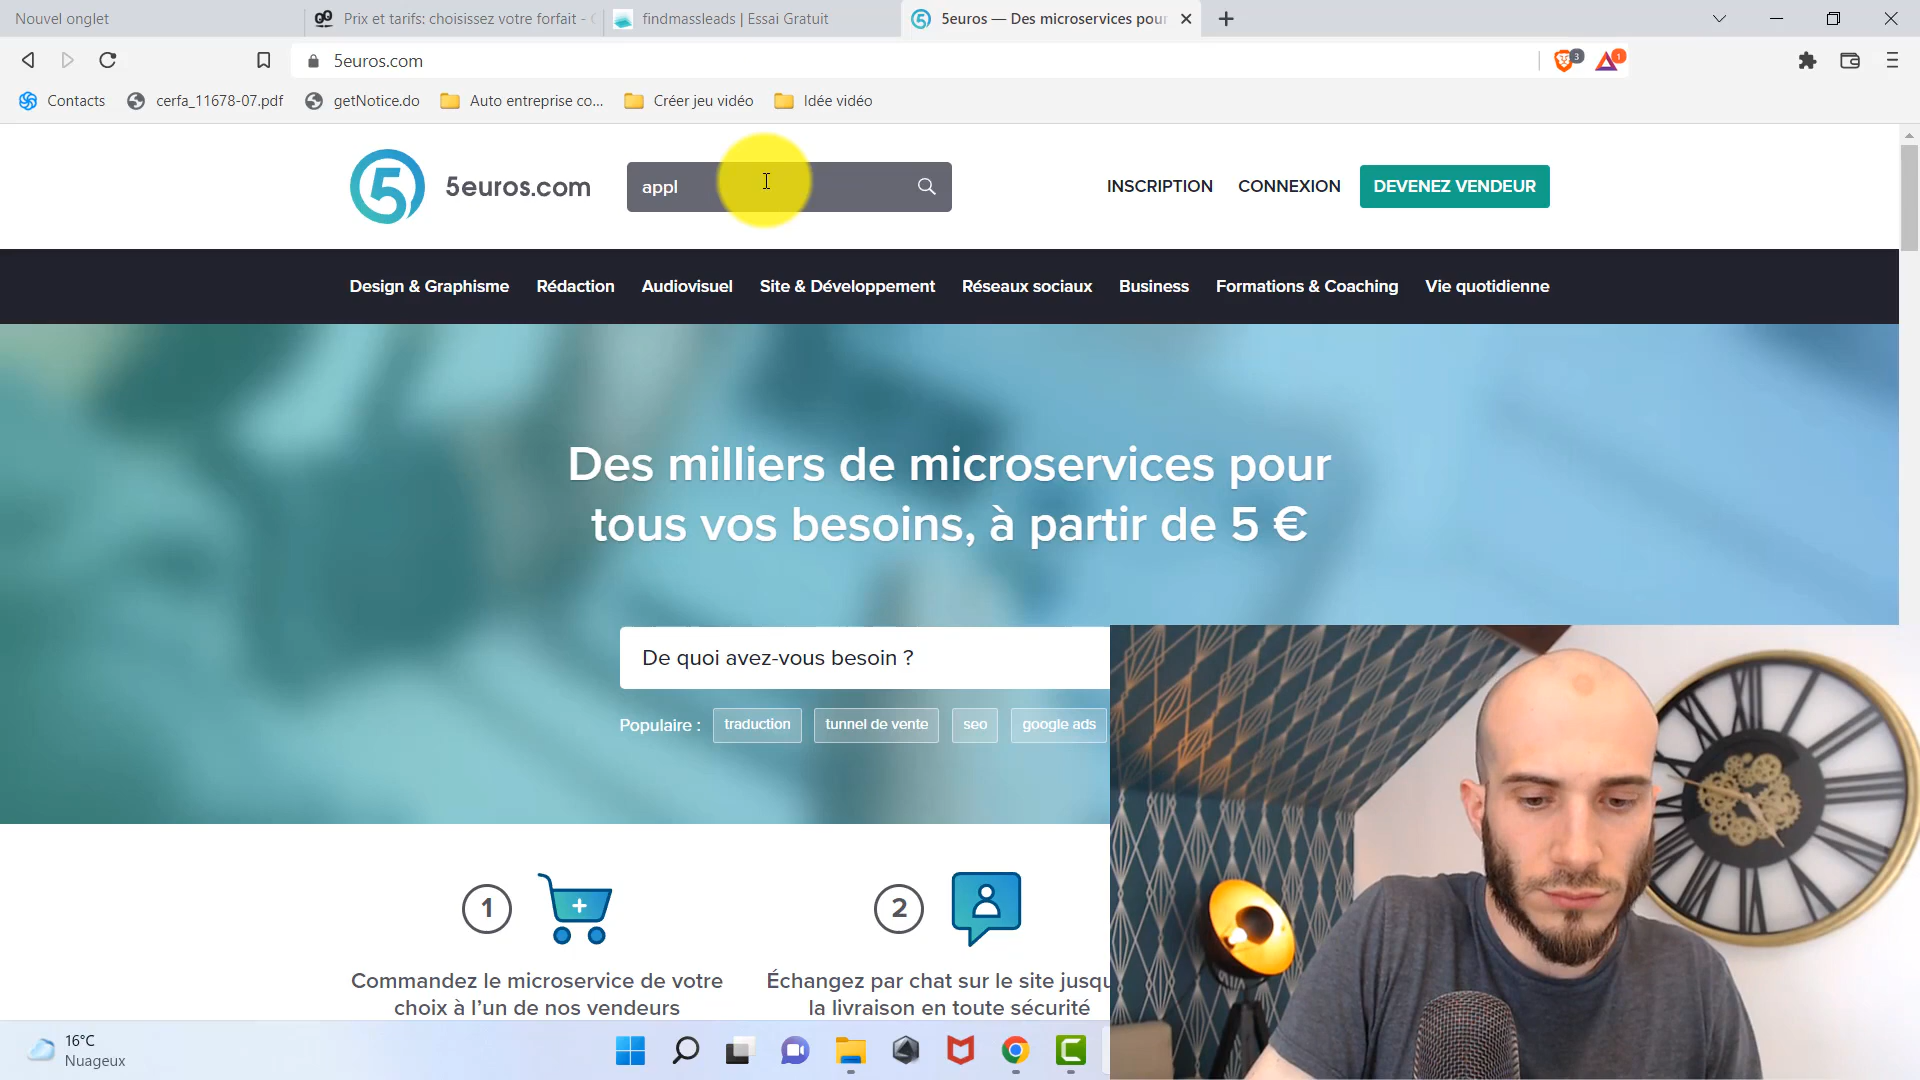 Nouvel ontglet
Prix et tarifs: choisissez votre forfait -
findmassleads | Essai Gratuit
5euros — Des microservices pour
5euros.com
3
1
Contacts
cerfa_11678-07.pdf
getNotice.do
Auto entreprise co...
Créer jeu vidéo
Idée vidéo
5
5euros.com
appl
INSCRIPTION
CONNEXION
DEVENEZ VENDEUR
Design & Graphisme
Rédaction
Audiovisuel
Site & Développement
Réseaux sociaux
Business
Formations & Coaching
Vie quotidienne
Des milliers de microservices pour
tous vos besoins, à partir de 5 €
De quoi avez-vous besoin ?
Populaire :
traduction
tunnel de vente
seo
google ads
1
2
Commandez le microservice de votre
choix à l'un de nos vendeurs
Échangez par chat sur le site jusqu
la livraison en toute sécurité
16°C
Nuageux